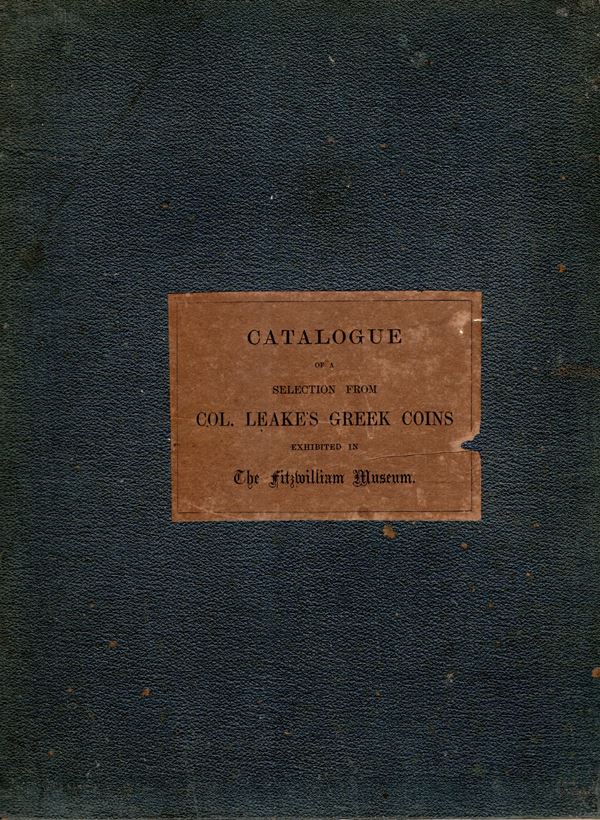 CATALOGUE
OF A
SELECTION FROM
COL. LEAKE'S GREEK COINS
EXHIBITED IN
The Fitzwilliam Museum.